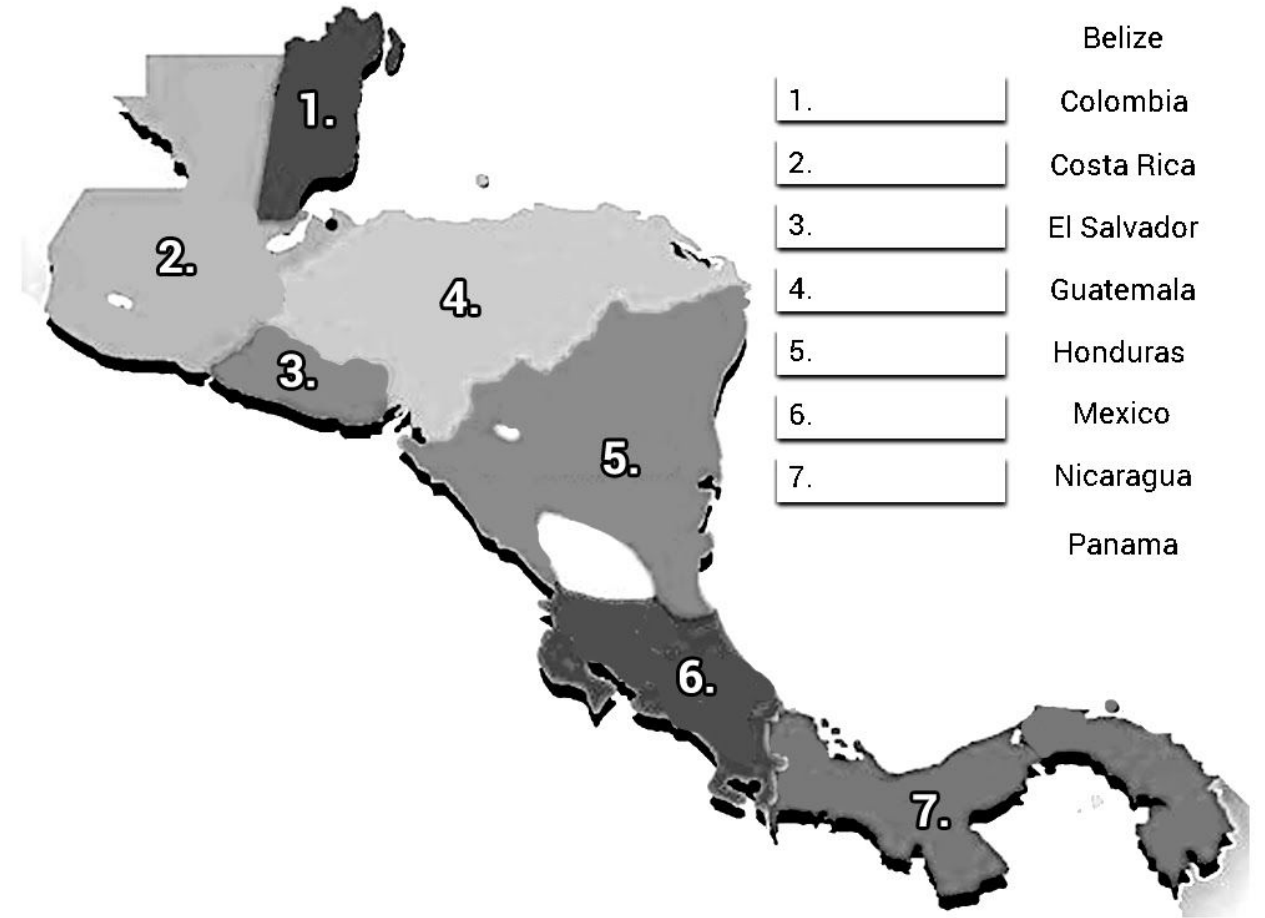 Belize
1.
Colombia
1.
2.
Costa Rica
3.
El Salvador
2.
4.
Guatemala
4.
5.
Honduras
3.
6.
Mexico
5.
7.
Nicaragua
Panama
6.
7.